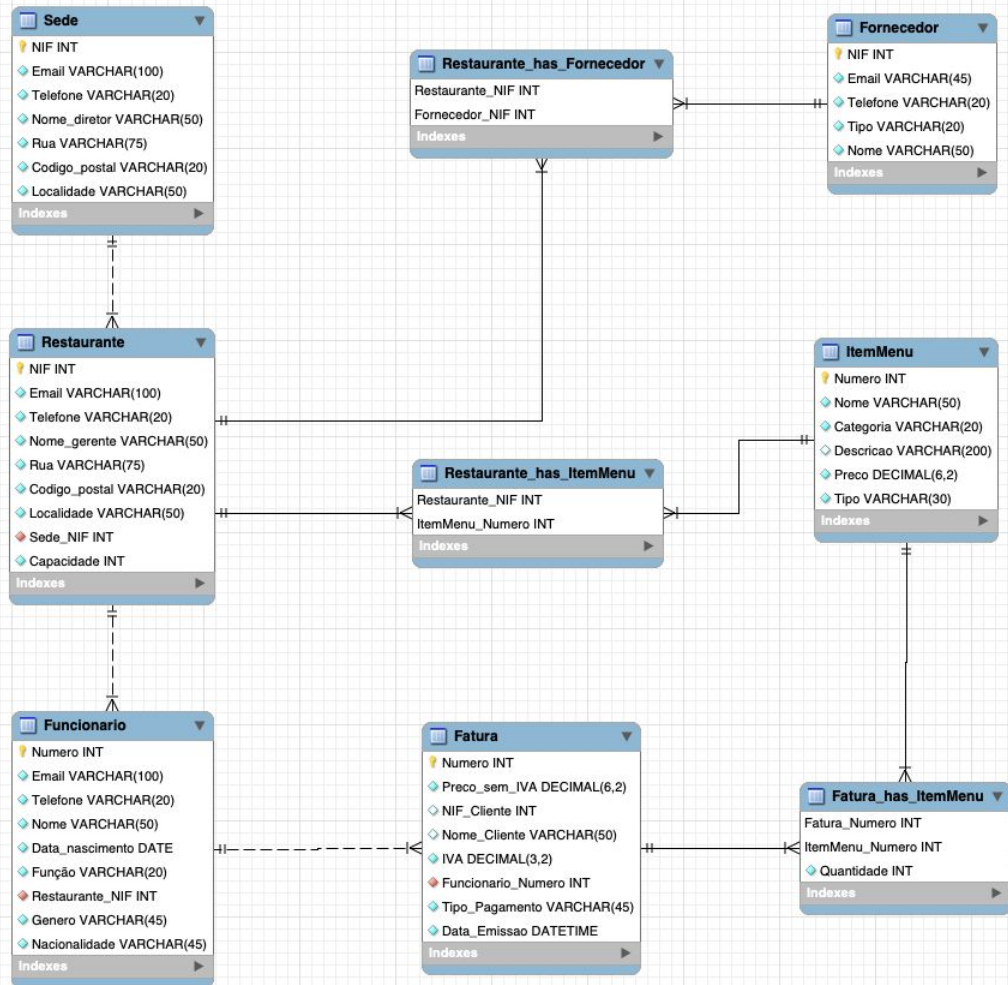 Sede
NIF INT
Email VARCHAR(100)
Telefone VARCHAR(20)
Nome_diretor VARCHAR(50)
Rua VARCHAR(75)
Codigo_postal VARCHAR(20)
Localidade VARCHAR(50)
Indexes
Restaurante_has_Fornecedor
Restaurante_NIF INT
Fornecedor_NIF INT
Indexes
Fornecedor
NIF INT
Email VARCHAR(45)
Telefone VARCHAR(20)
Tipo VARCHAR(20)
Nome VARCHAR(50)
Indexes
Restaurante
NIF INT
Email VARCHAR(100)
Telefone VARCHAR(20)
Nome_gerente VARCHAR(50)
Rua VARCHAR(75)
Codigo_postal VARCHAR(20)
Localidade VARCHAR(50)
Sede_NIF INT
Capacidade INT
Indexes
Restaurante_has_ItemMenu
Restaurante_NIF INT
ItemMenu_Numero INT
Indexes
ItemMenu
Numero INT
Nome VARCHAR(50)
Categoria VARCHAR(20)
Descricao VARCHAR(200)
Preco DECIMAL(6,2)
Tipo VARCHAR(30)
Indexes
Funcionario
Numero INT
Email VARCHAR(100)
Telefone VARCHAR(20)
Nome VARCHAR(50)
Data_nascimento DATE
Função VARCHAR(20)
Restaurante_NIF INT
Genero VARCHAR(45)
Nacionalidade VARCHAR(45)
Indexes
Fatura
Numero INT
Preco_sem_IVA DECIMAL(6,2)
NIF_Cliente INT
Nome_Cliente VARCHAR(50)
IVA DECIMAL(3,2)
Funcionario_Numero INT
Tipo_Pagamento VARCHAR(45)
Data_Emissao DATETIME
Indexes
Fatura_has_ItemMenu
Fatura_Numero INT
ItemMenu_Numero INT
Quantidade INT
Indexes